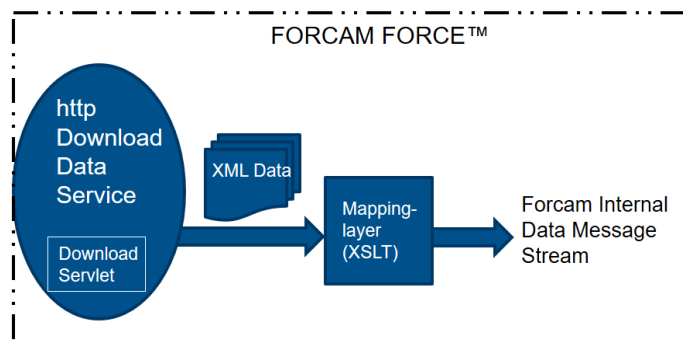 FORCAM FORCE™
http
Download
Data
Service
Download
Servlet
XML Data
Mapping-
layer
(XSLT)
Forcam Internal
Data Message
Stream